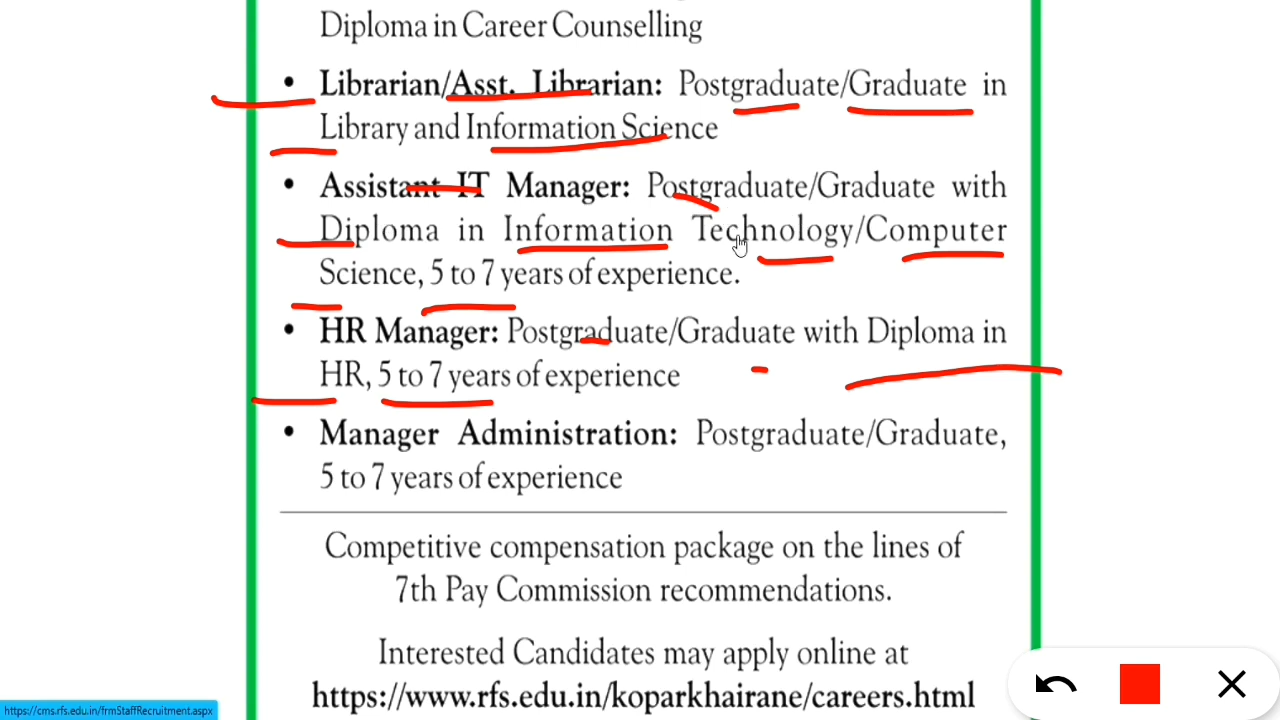 Diploma in Career Counselling
• Librarian/Asst. Librarian: Postgraduate/Graduate in
Library and Information Science
• Assistant IT Manager: Postgraduate/Graduate with
Diploma in Information Technology/Computer
Science, 5 to 7 years of experience.
• HR Manager: Postgraduate/Graduate with Diploma in
HR, 5 to 7 years of experience
• Manager Administration: Postgraduate/Graduate,
5 to 7 years of experience
Competitive compensation package on the lines of
7th Pay Commission recommendations.
Interested Candidates may apply online at
https://www.rfs.edu.in/koparkhairane/careers.html
https://cms.rfs.edu.in/frmStaffRecruitment.aspx